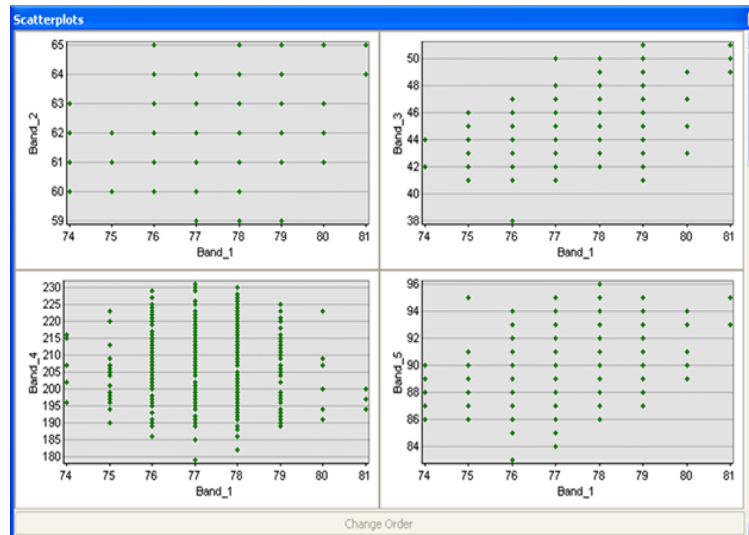 Scatterplots
65
64
63
62
61
60
59
Band_2
74 75 76 77 78 79 80 81
Band_1
50
48
46
44
42
40
38
Band_3
74 75 76 77 78 79 80 81
Band_1
230
225
220
215
210
205
200
195
190
185
180
Band_4
74 75 76 77 78 79 80 81
Band_1
96
94
92
90
88
86
84
Band_5
74 75 76 77 78 79 80 81
Band_1
Change Order